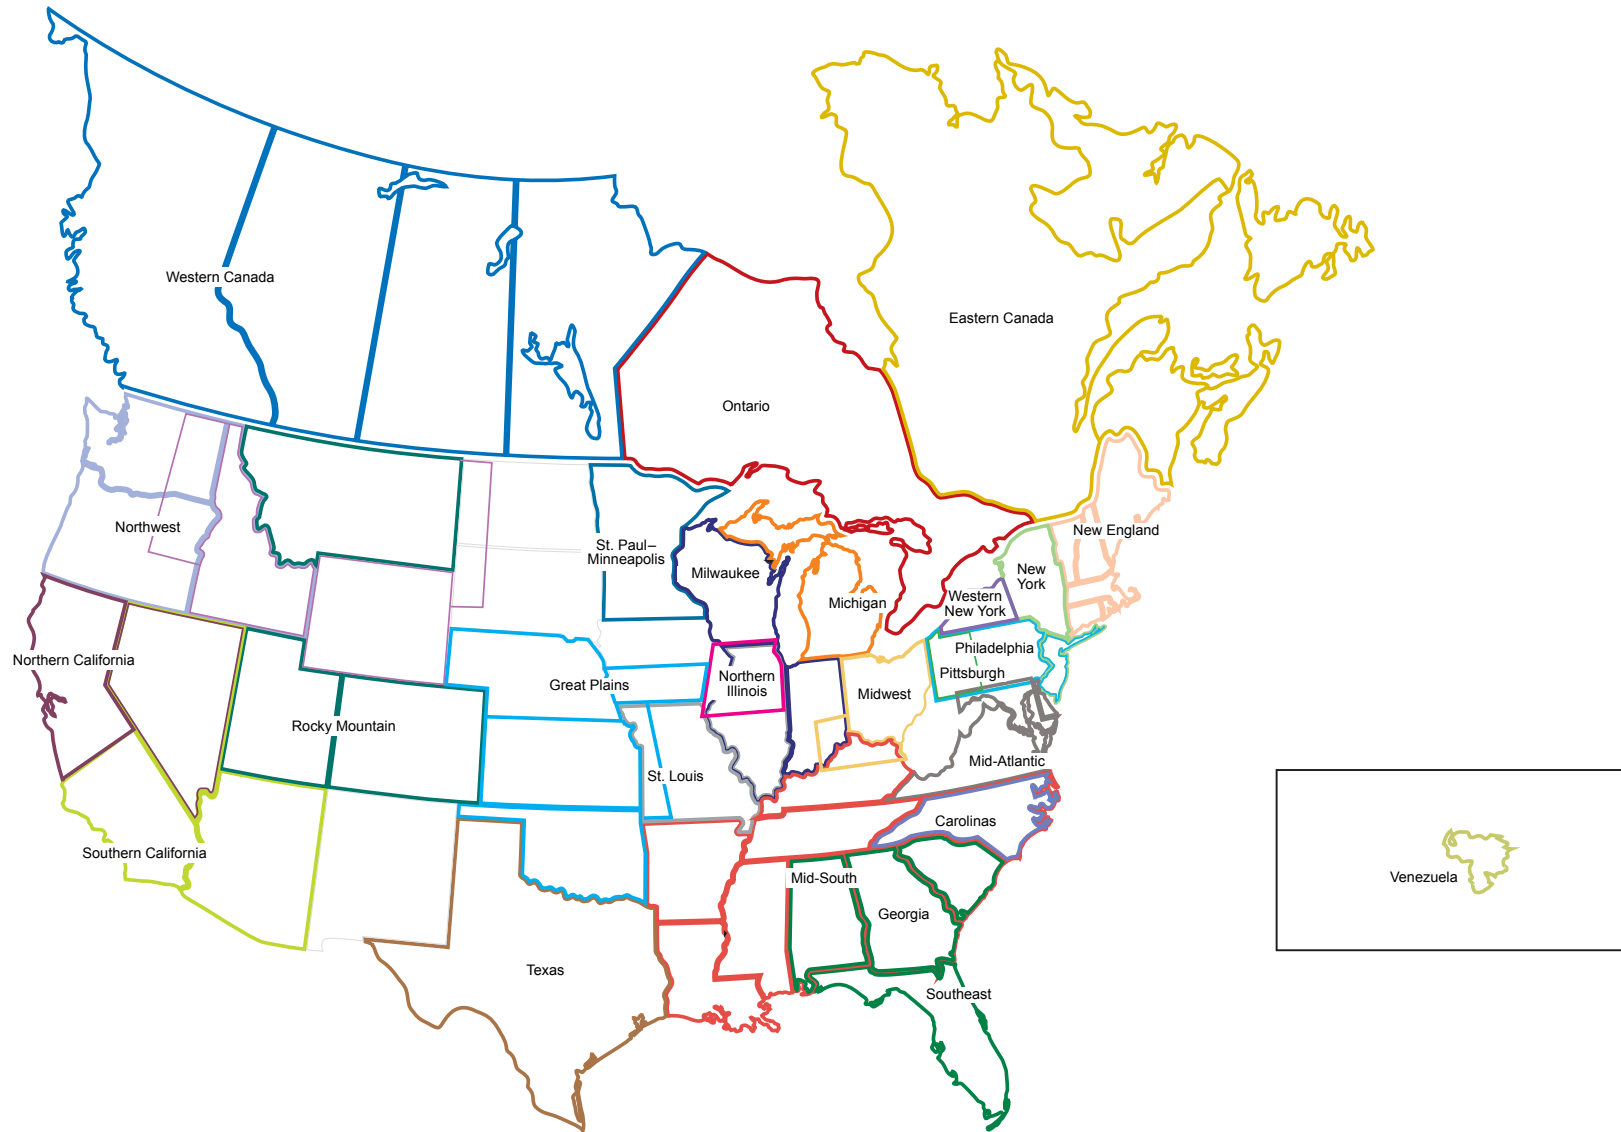 Western Canada
Eastern Canada
Ontario
Northwest
St. Paul–
Minneapolis
Milwaukee
Michigan
New England
New
York
Western
New York
Northern California
Philadelphia
Pittsburgh
Great Plains
Northern
Illinois
Midwest
Rocky Mountain
St. Louis
Mid-Atlantic
Carolinas
Southern California
Mid-South
Venezuela
Georgia
Texas
Southeast